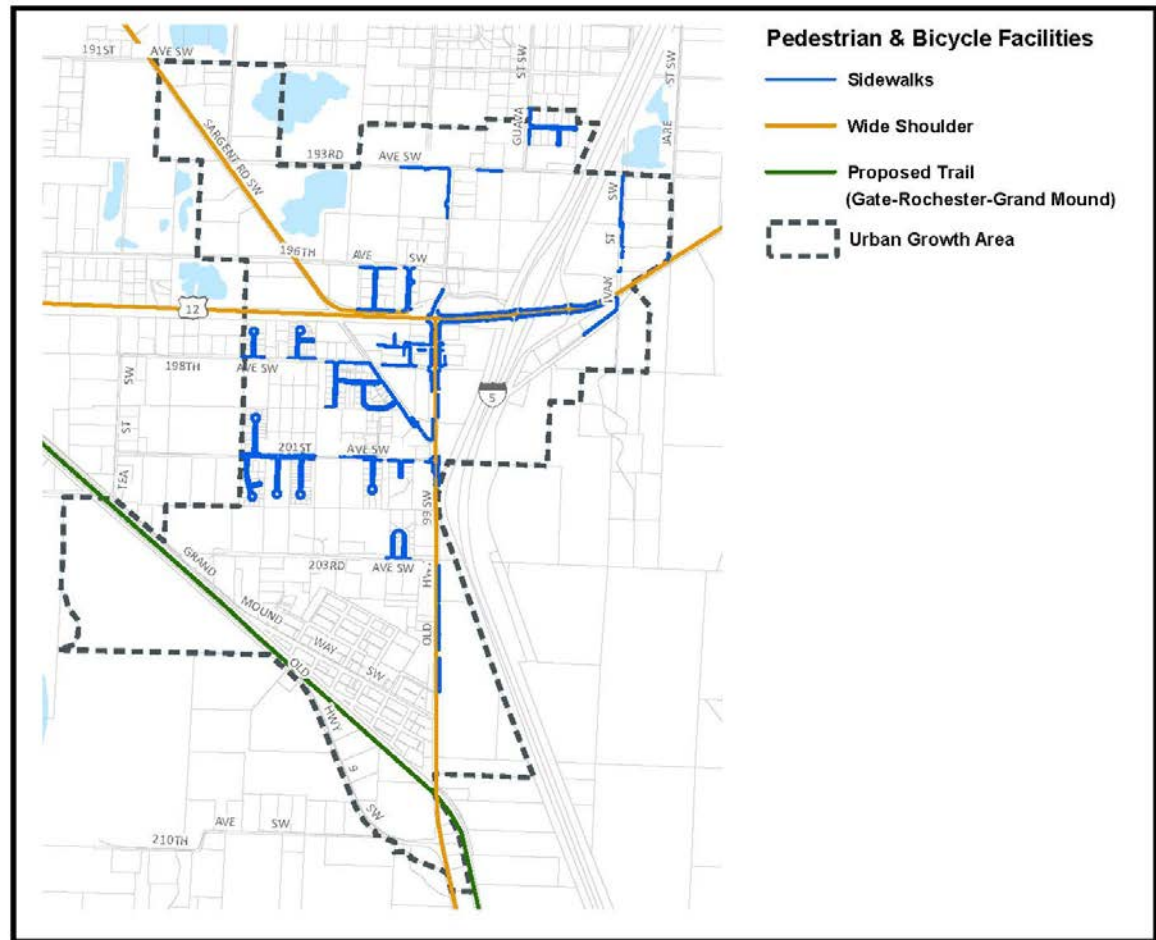 Pedestrian & Bicycle Facilities
Sidewalks
Wide Shoulder
Proposed Trail
(Gate-Rochester-Grand Mound)
Urban Growth Area
191ST AVE SW
SARGENT RD SW
GUAVA ST SW
JARE ST SW
193RD AVE SW
196TH AVE SW
IVAN ST SW
12
198TH AVE SW
5
TEA ST SW
201ST AVE SW
OLD HWY 99 SW
203RD AVE SW
GRAND MOUND WAY SW
OLD HWY 9 SW
210TH AVE SW